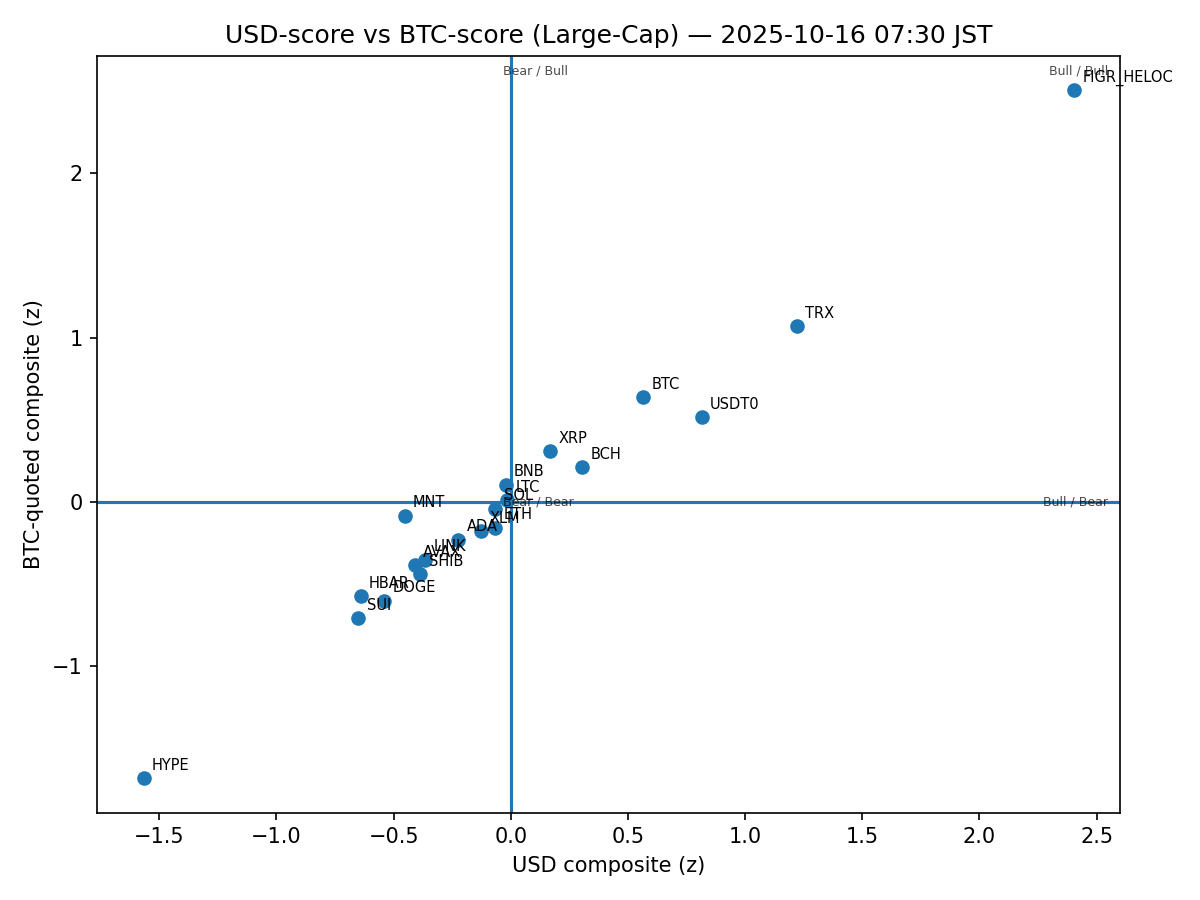 USD-score vs BTC-score (Large-Cap) — 2025-10-16 07:30 JST
Bear / Bull
Bull / Bull
FIGR_HELOC
TRX
BTC
USDT0
XRP
BCH
BNB
LTC
SOL
Bear / Bear
Bull / Bear
MNT
ETH
XLM
ADA
LINK
AVAX
SHIB
HBAR
DOGE
SUI
HYPE
2
1
0
−1
−1.5
−1.0
−0.5
0.0
0.5
1.0
1.5
2.0
2.5
USD composite (z)
BTC-quoted composite (z)